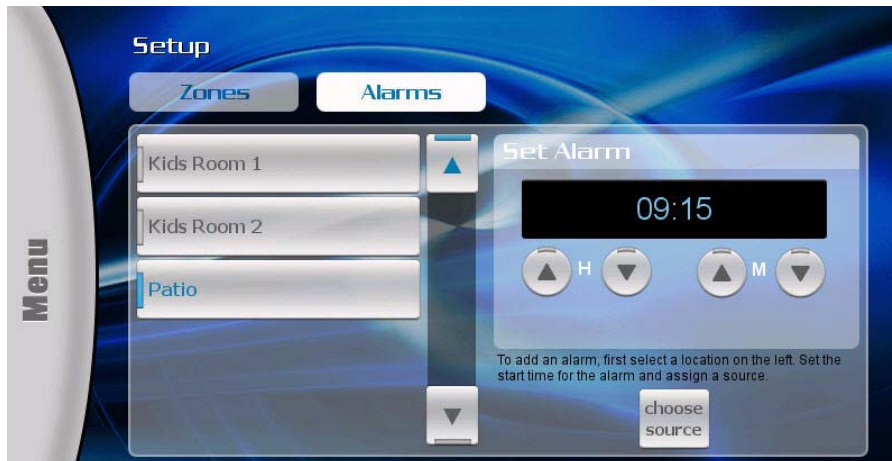 Setup
Zones
Alarms
Kids Room 1
Kids Room 2
Patio
Set Alarm
09:15
H
M
To add an alarm, first select a location on the left. Set the
start time for the alarm and assign a source.
choose
source
Menu